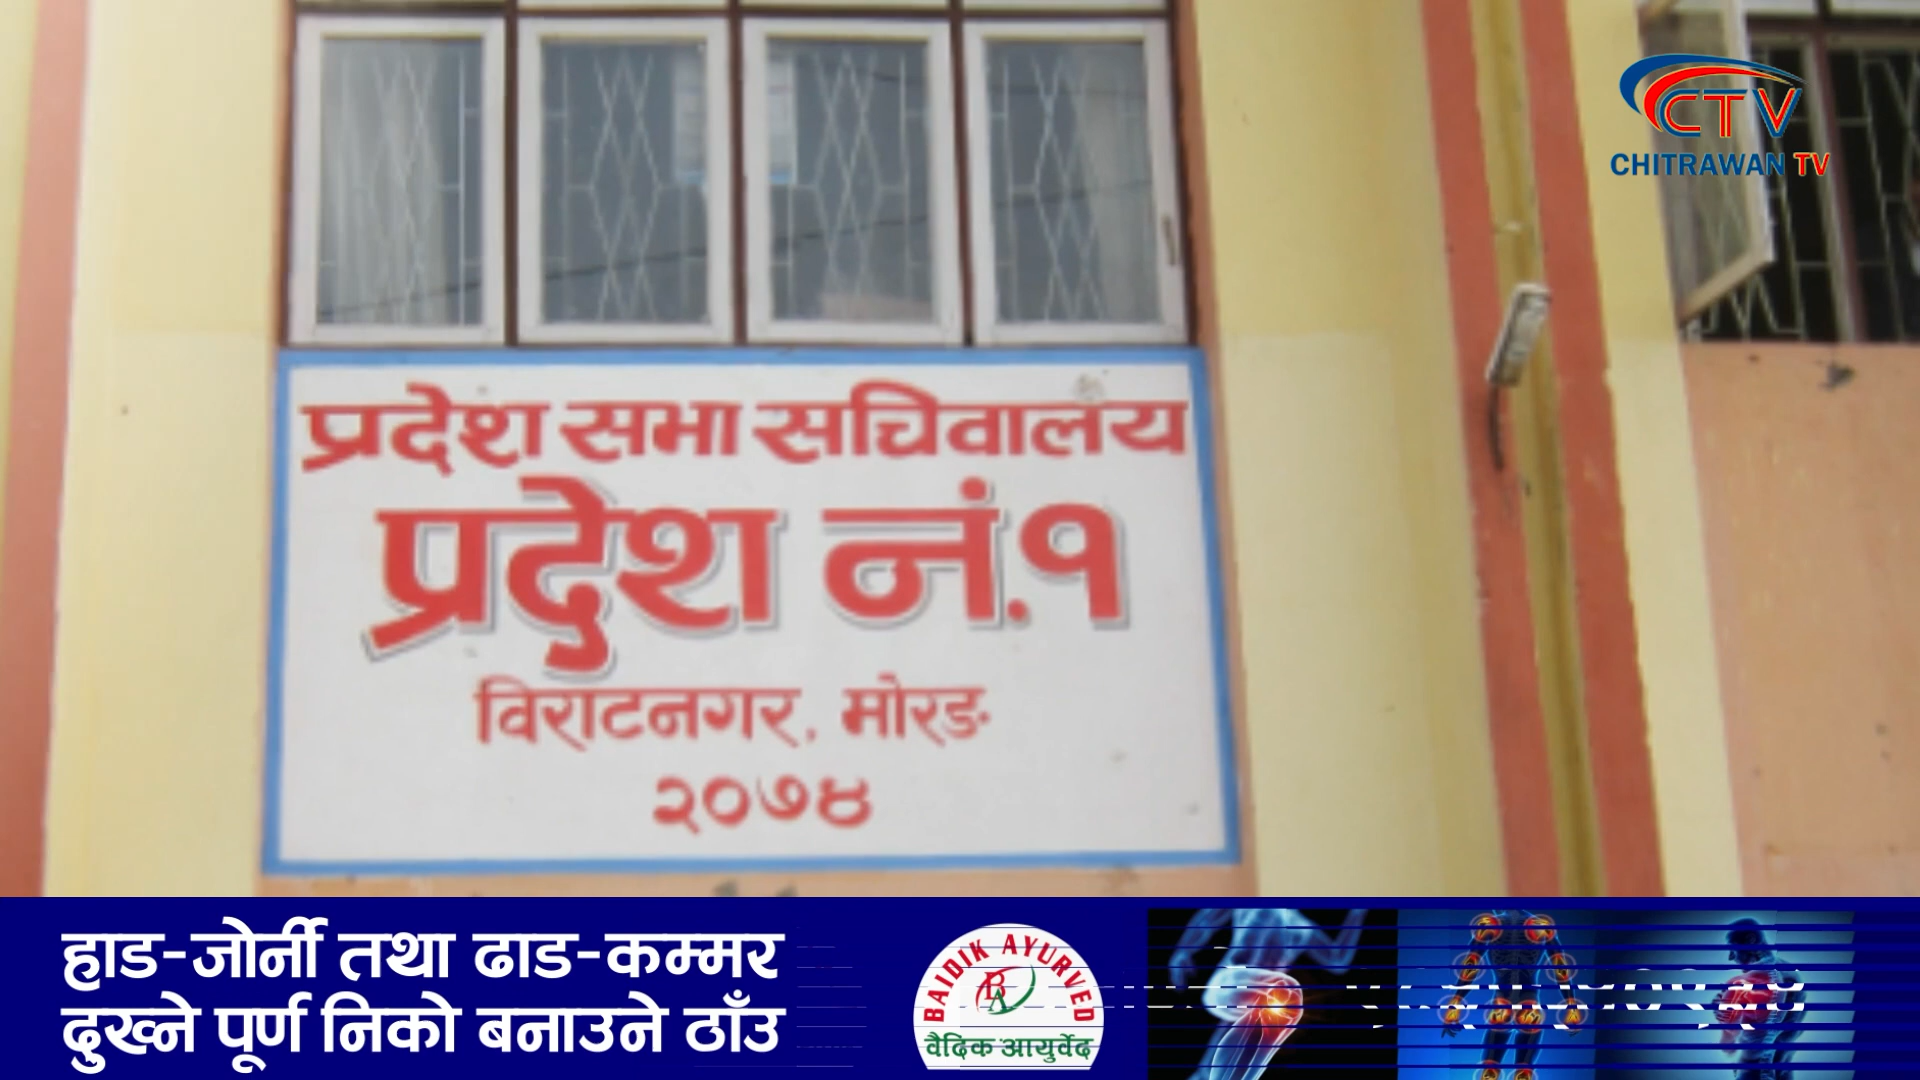 CTV
CHITRAWAN TV
प्रदेश सभा सचिवालय
प्रदेश नं.१
विराटनगर, मोरङ
२०७४
हाड-जोर्नी तथा ढाड-कम्मर
दुख्ने पूर्ण निको बनाउने ठाँउ
BAIDIK AYURVED
BA
वैदिक आयुर्वेद